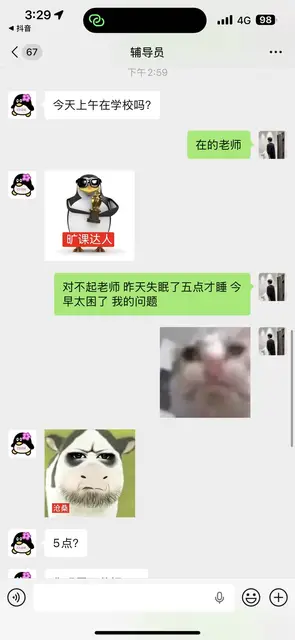 3:29
4G 98
抖音
67
辅导员
下午 2:59
今天上午在学校吗?
在的老师
旷课达人
对不起老师 昨天失眠了五点才睡 今
早太困了 我的问题
沧桑
5点?